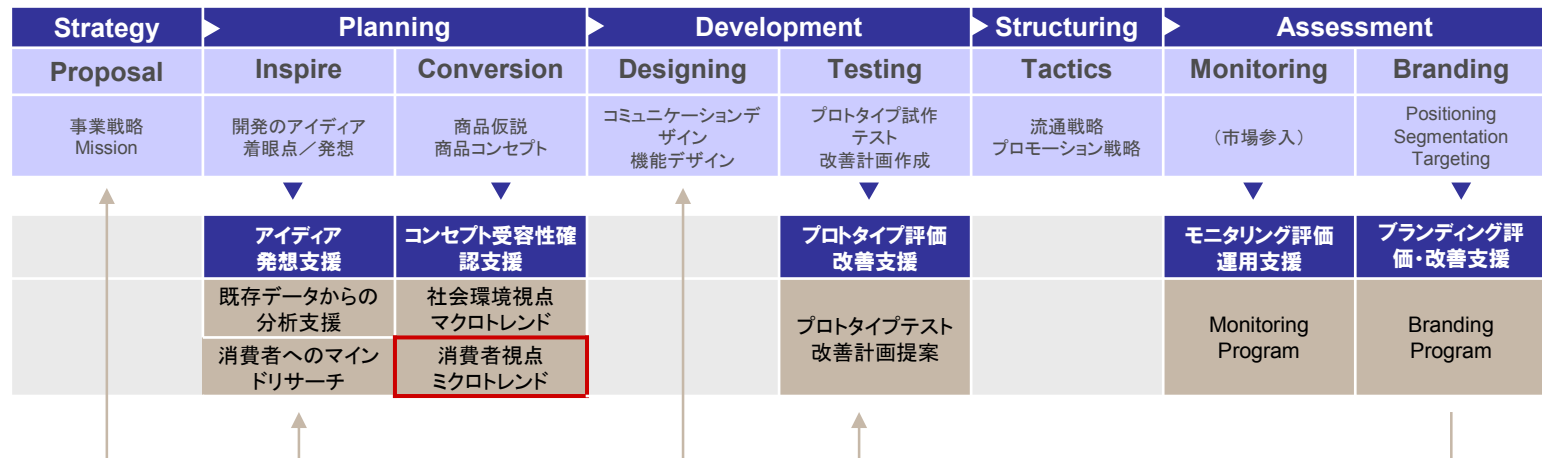 Strategy
Planning
Development
Structuring
Assessment
Proposal
Inspire
Conversion
Designing
Testing
Tactics
Monitoring
Branding
事業戦略
Mission
開発のアイディア
着眼点／発想
商品仮説
商品コンセプト
コミュニケーションデ
ザイン
機能デザイン
プロトタイプ試作
テスト
改善計画作成
流通戦略
プロモーション戦略
（市場参入）
Positioning
Segmentation
Targeting
アイディア
発想支援
コンセプト受容性確
認支援
プロトタイプ評価
改善支援
モニタリング評価
運用支援
ブランディング評
価・改善支援
既存データからの
分析支援
社会環境視点
マクロトレンド
消費者へのマイン
ドリサーチ
消費者視点
ミクロトレンド
プロトタイプテスト
改善計画提案
Monitoring
Program
Branding
Program